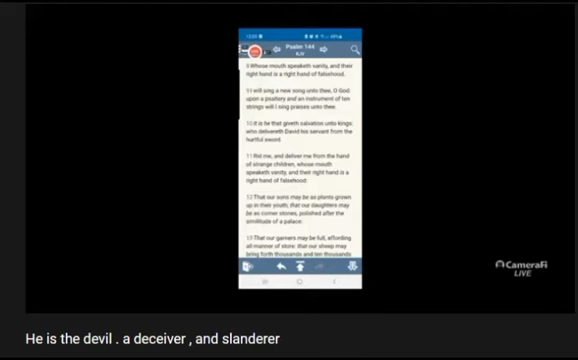 Psalm 144
KJV
8 Whose mouth speaketh vanity, and their
right hand is a right hand of falsehood.
I will sing a new song unto thee, O God:
upon a psaltery and an instrument of ten
strings will I sing praises unto thee.
10 It is he that giveth salvation unto kings:
who delivereth David his servant from the
hurtful sword.
11 Rid me, and deliver me from the hand
of strange children, whose mouth
speaketh vanity, and their right hand is a
right hand of falsehood:
12 That our sons may be as plants grown
up in their youth; that our daughters may
be as corner stones, polished after the
similitude of a palace:
13 That our garners may be full, affording
all manner of store: that our sheep may
bring forth thousands and ten thousands
CameraFi
LIVE
He is the devil . a deceiver , and slanderer